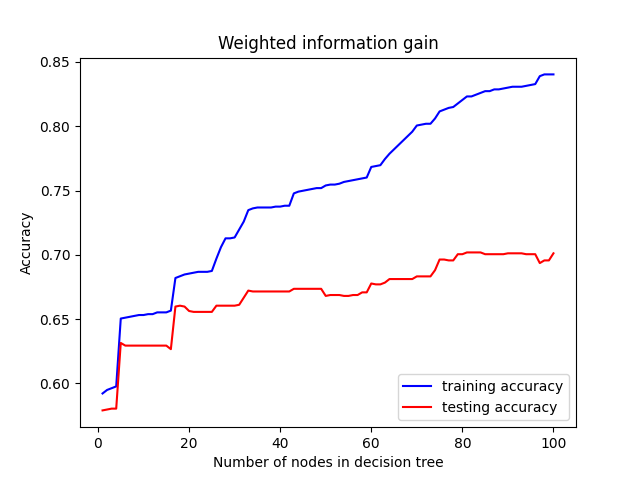 Weighted information gain
Accuracy
0.85
0.80
0.75
0.70
0.65
0.60
0
20
40
60
80
100
Number of nodes in decision tree
training accuracy
testing accuracy